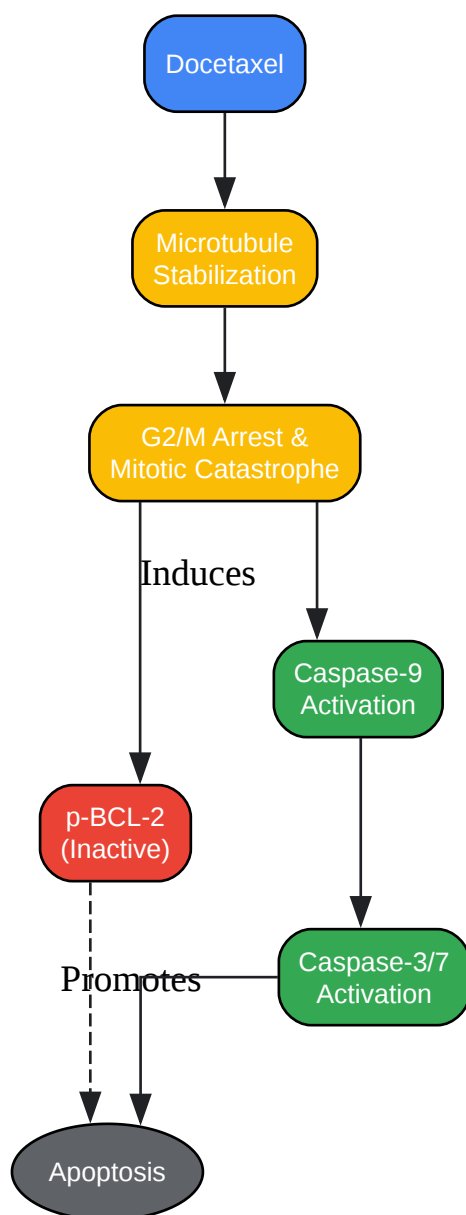 Docetaxel
Microtubule
Stabilization
G2/M Arrest &
Mitotic Catastrophe
Induces
Caspase-9
Activation
p-BCL-2
(Inactive)
Caspase-3/7
Activation
Promotes
Apoptosis